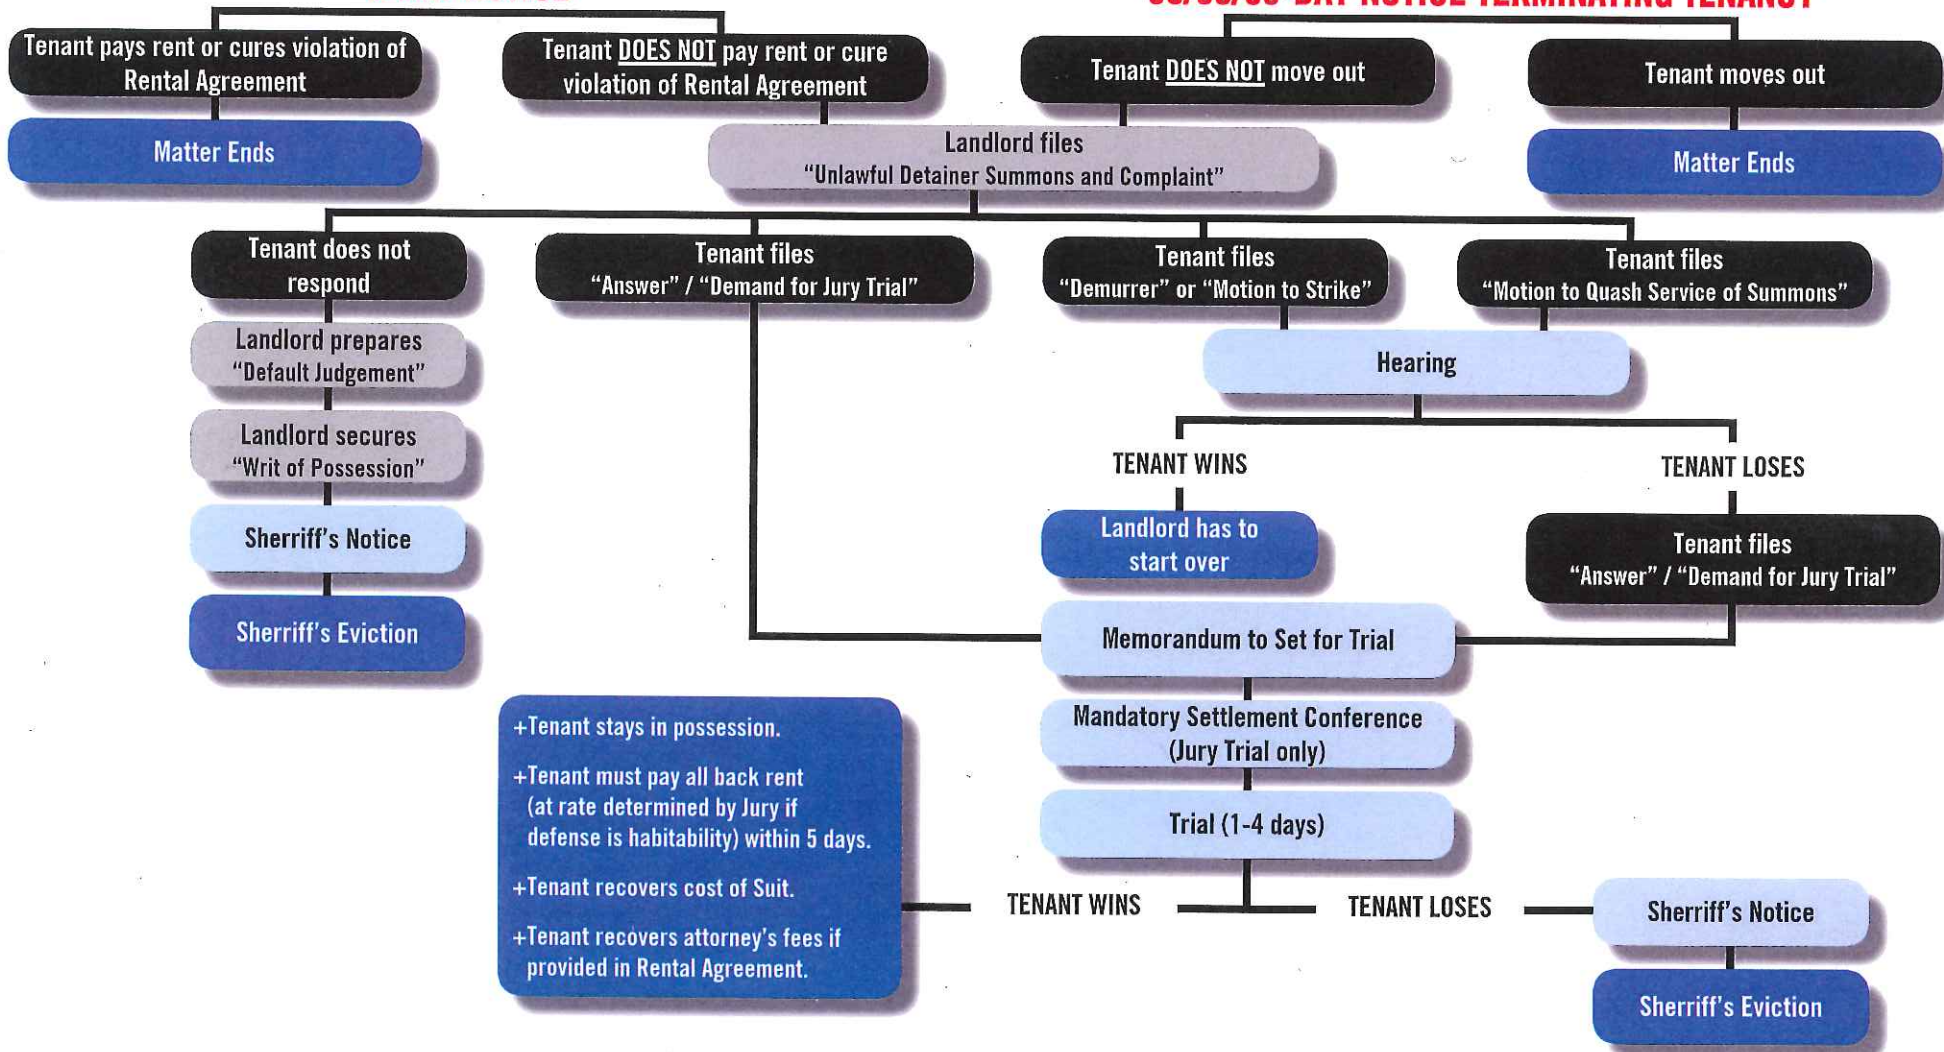 TERMINATING TENANCY
Tenant pays rent or cures violation of
Rental Agreement
Tenant DOES NOT pay rent or cure
violation of Rental Agreement
Tenant DOES NOT move out
Tenant moves out
Matter Ends
Landlord files
“Unlawful Detainer Summons and Complaint”
Matter Ends
Tenant does not
respond
Tenant files
“Answer” / “Demand for Jury Trial”
Tenant files
“Demurrer” or “Motion to Strike”
Tenant files
“Motion to Quash Service of Summons”
Landlord prepares
“Default Judgement”
Hearing
Landlord secures
“Writ of Possession”
TENANT WINS
TENANT LOSES
Sherriff's Notice
Landlord has to
start over
Tenant files
“Answer” / “Demand for Jury Trial”
Sherriff's Eviction
Memorandum to Set for Trial
Mandatory Settlement Conference
(Jury Trial only)
Trial (1-4 days)
+Tenant stays in possession.
+Tenant must pay all back rent
(at rate determined by Jury if
defense is habitability) within 5 days.
+Tenant recovers cost of Suit.
+Tenant recovers attorney's fees if
provided in Rental Agreement.
TENANT WINS
TENANT LOSES
Sherriff's Notice
Sherriff's Eviction